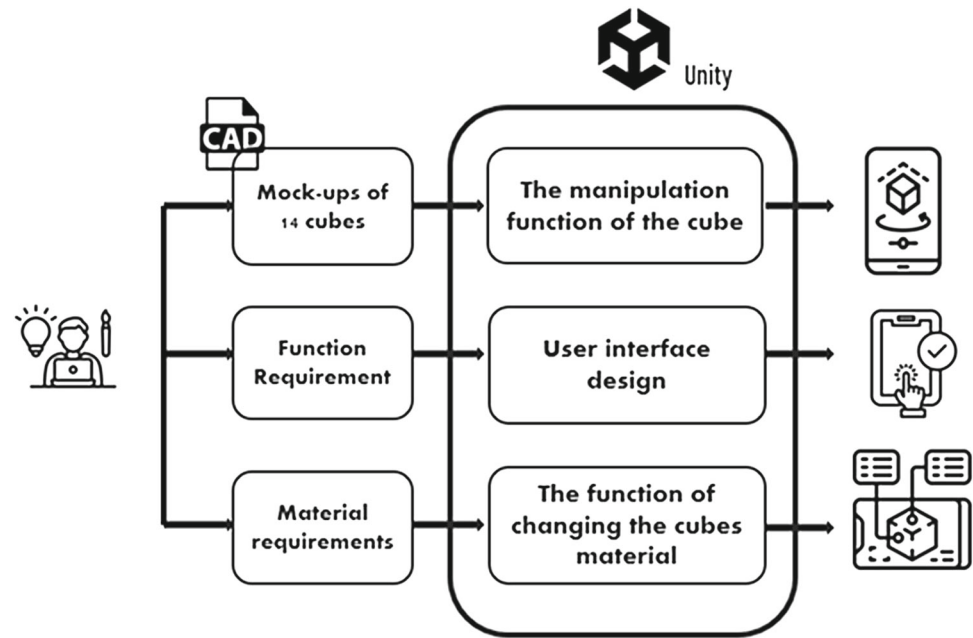 Unity
CAD
Mock-ups of
14 cubes
The manipulation
function of the cube
Function
Requirement
User interface
design
Material
requirements
The function of
changing the cubes
material